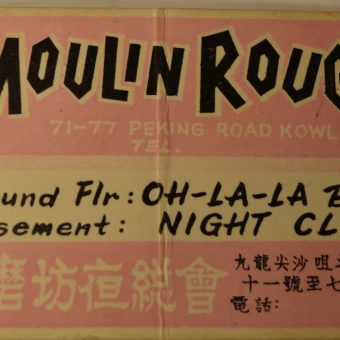 MOULIN ROUG
71-77 PEKING ROAD KOWL
TEL.
und Flr: OH-LA-LA B
sement: NIGHT CL
磨坊夜總會
九龍尖沙咀
十一號至七
電話: